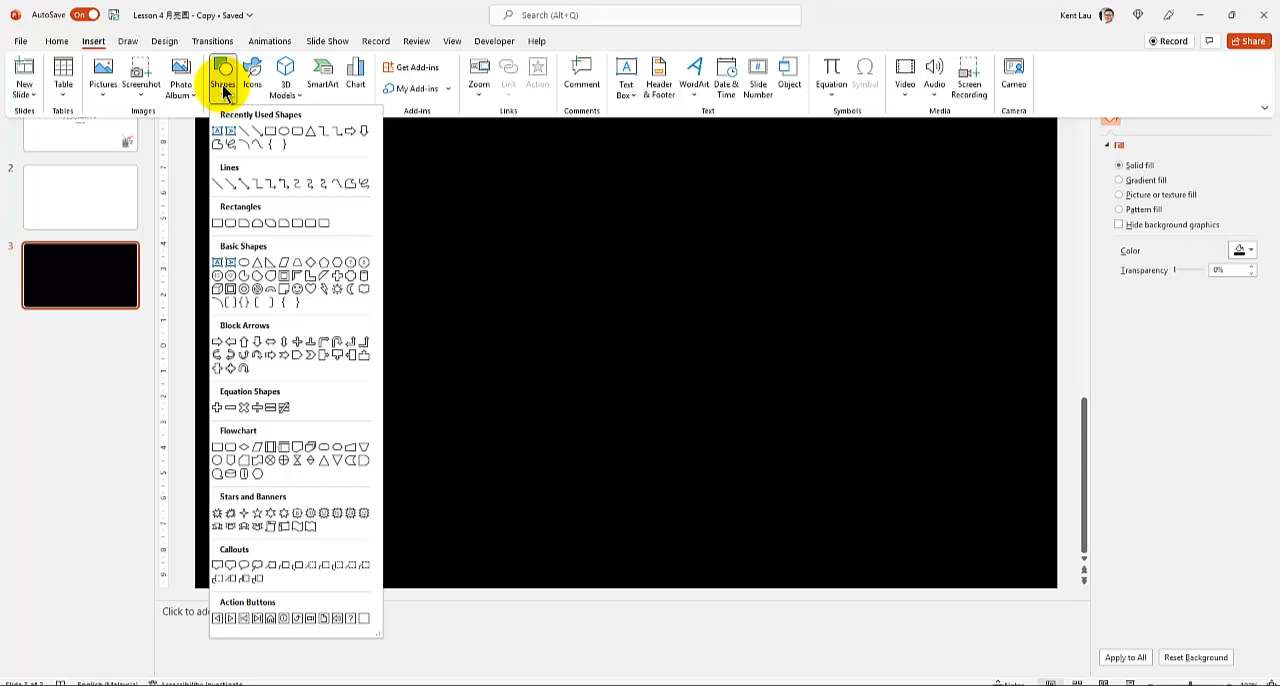 AutoSave On Lesson 4 月亮圆 - Copy • Saved Search (Alt+Q) Kent Lau
File Home Insert Draw Design Transitions Animations Slide Show Record Review View Developer Help Record Share
New Slide Table Pictures Screenshot Photo Album Shapes Icons 3D Models SmartArt Chart Get Add-ins My Add-ins Zoom Link Action Comment Text Box Header & Footer WordArt Date & Time Slide Number Object Equation Symbol Video Audio Screen Recording Cameo
Slides Tables Images Add-ins Links Comments Text Symbols Media Camera
Recently Used Shapes
Lines
Rectangles
Basic Shapes
Block Arrows
Equation Shapes
Flowchart
Stars and Banners
Callouts
Action Buttons
2
3
Fill
Solid fill
Gradient fill
Picture or texture fill
Pattern fill
Hide background graphics
Color
Transparency 0%
Click to ad
Apply to All Reset Background